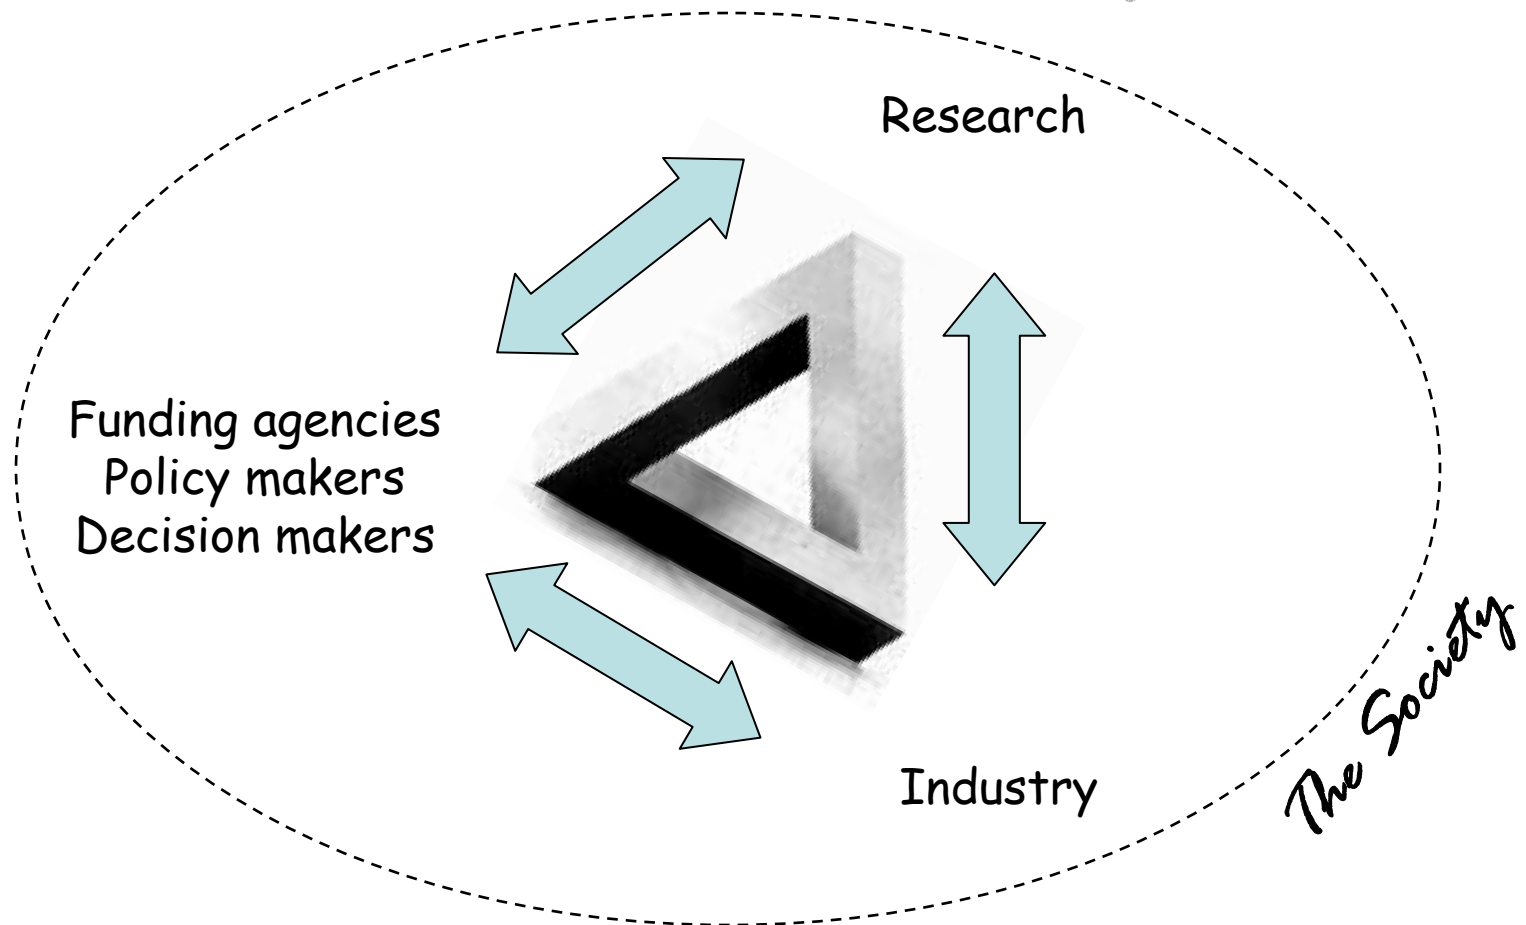 Research
Funding agencies
Policy makers
Decision makers
Industry
The Society